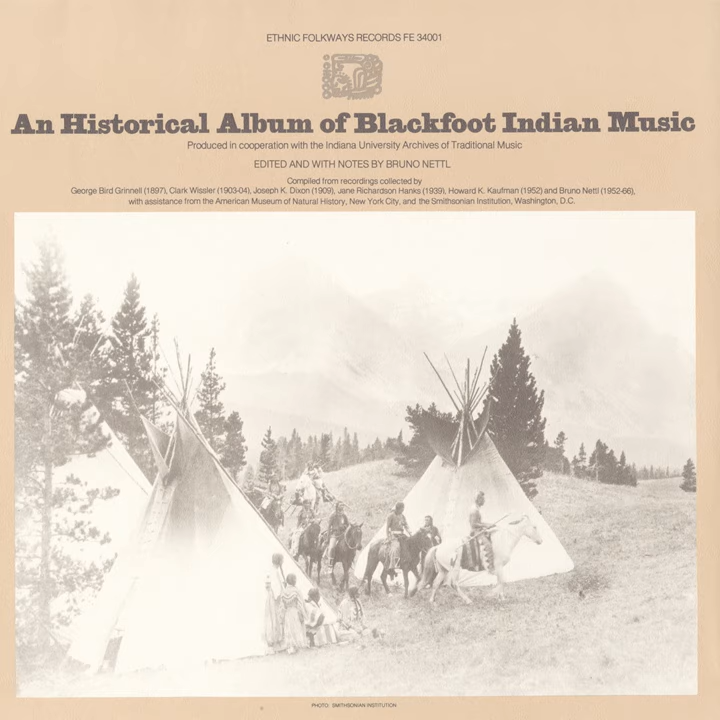 ETHNIC FOLKWAYS RECORDS FE 34001
An Historical Album of Blackfoot Indian Music
Produced in cooperation with the Indiana University Archives of Traditional Music
EDITED AND WITH NOTES BY BRUNO NETTL
Compiled from recordings collected by
George Bird Grinnell (1897), Clark Wissler (1903-04), Joseph K. Dixon (1909), Jane Richardson Hanks (1939), Howard K. Kaufman (1952) and Bruno Nettl (1952-66),
with assistance from the American Museum of Natural History, New York City, and the Smithsonian Institution, Washington, D.C.
PHOTO: SMITHSONIAN INSTITUTION